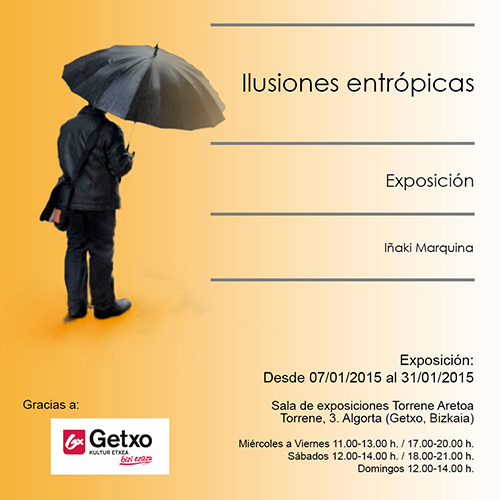 Ilusiones entrópicas
Exposición
Iñaki Marquina
Exposición:
Desde 07/01/2015 al 31/01/2015
Sala de exposiciones Torrene Aretoa
Torrene, 3. Algorta (Getxo, Bizkaia)
Miércoles a Viernes 11.00-13.00 h. / 17.00-20.00 h.
Sábados 12.00-14.00 h. / 18.00-21.00 h.
Domingos 12.00-14.00 h.
Gracias a:
Getxo
KULTUR ETXEA
bizi ezazu